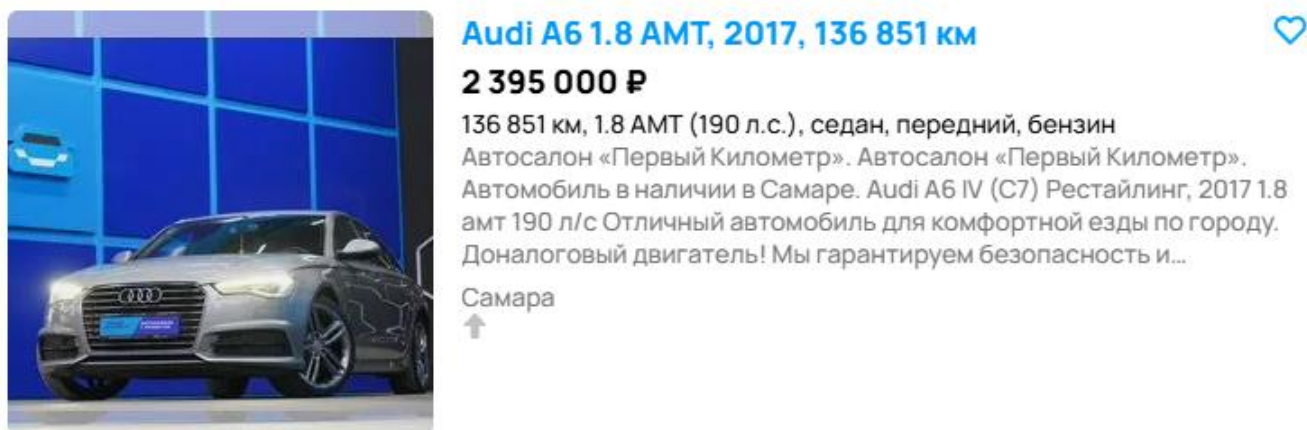 Audi A6 1.8 AMT, 2017, 136 851 км
2 395 000 ₽
136 851 км, 1.8 AMT (190 л.с.), седан, передний, бензин
Автосалон «Первый Километр». Автосалон «Первый Километр».
Автомобиль в наличии в Самаре. Audi A6 IV (C7) Рестайлинг, 2017 1.8
амт 190 л/с Отличный автомобиль для комфортной езды по городу.
Доналоговый двигатель! Мы гарантируем безопасность и...
Самара